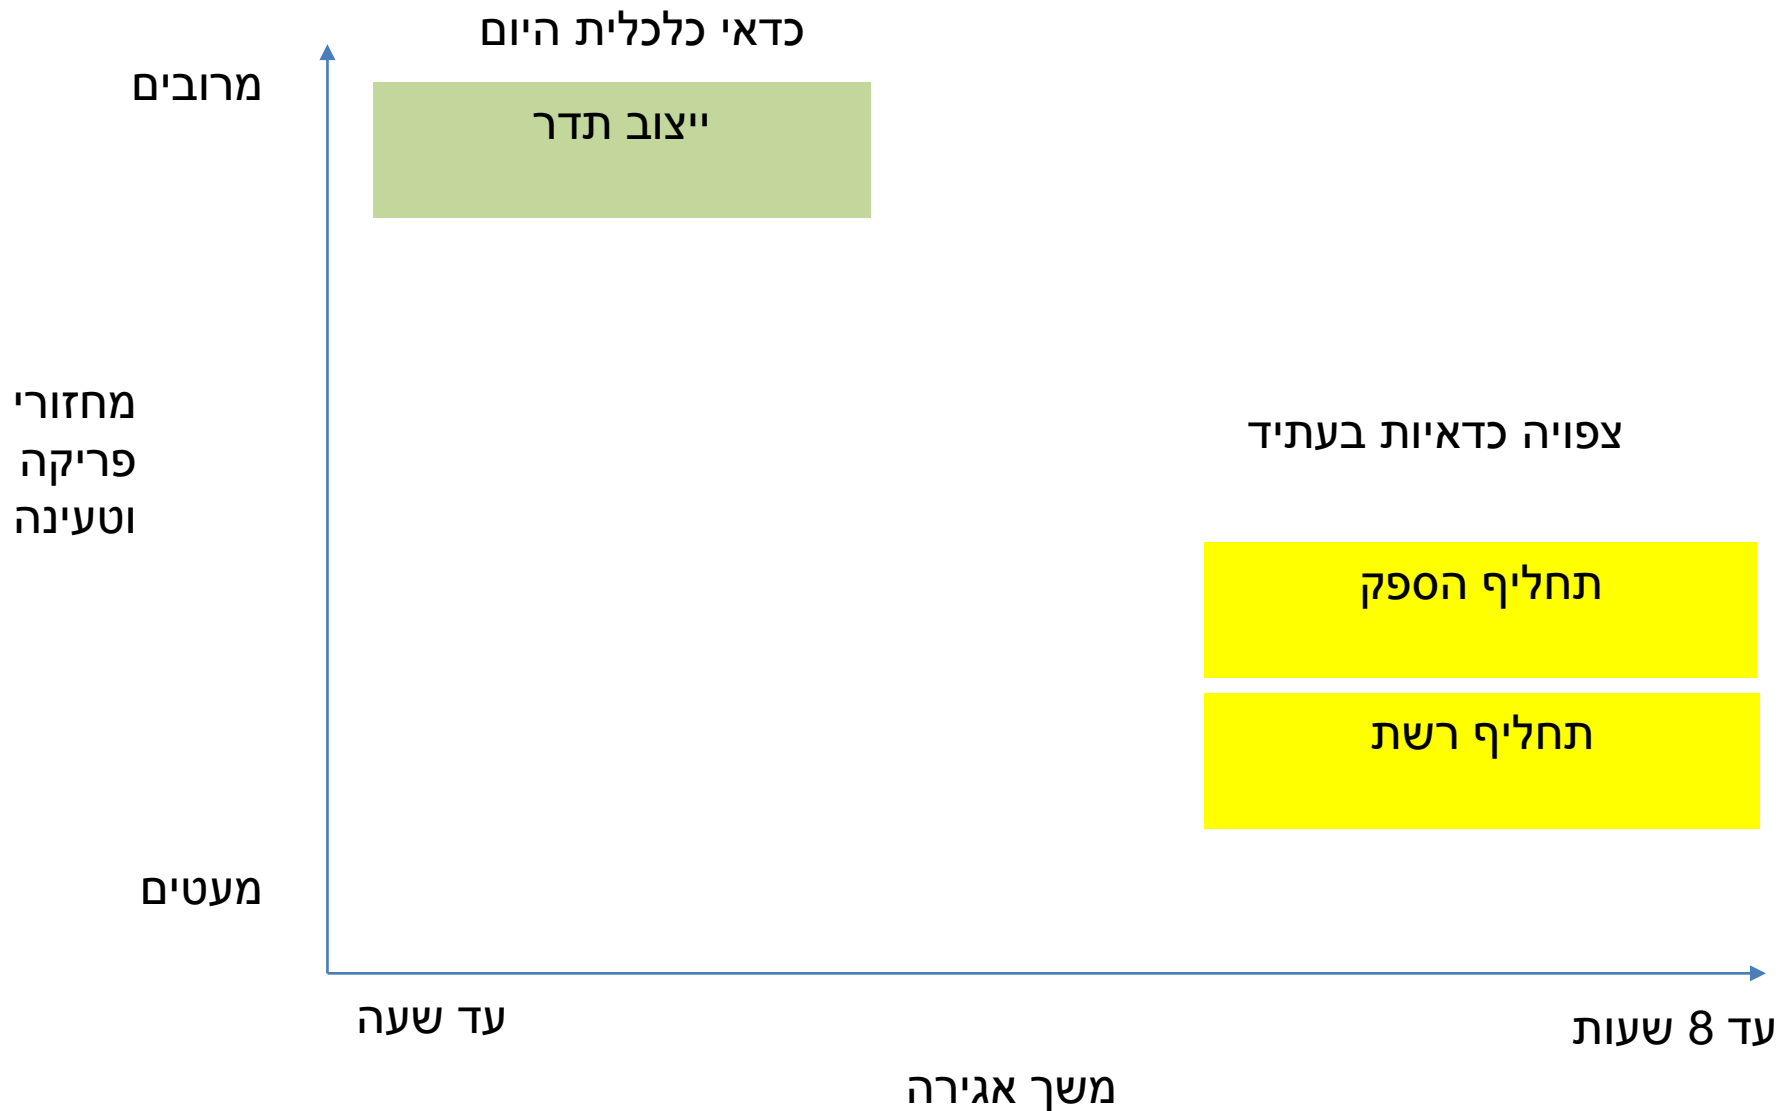 כדאי כלכלית היום
מרובים
ייצוב תדר
מחזורי
פריקה
וטעינה
צפויה כדאיות בעתיד
תחליף הספק
תחליף רשת
מעטים
עד שעה
עד 8 שעות
משך אגירה